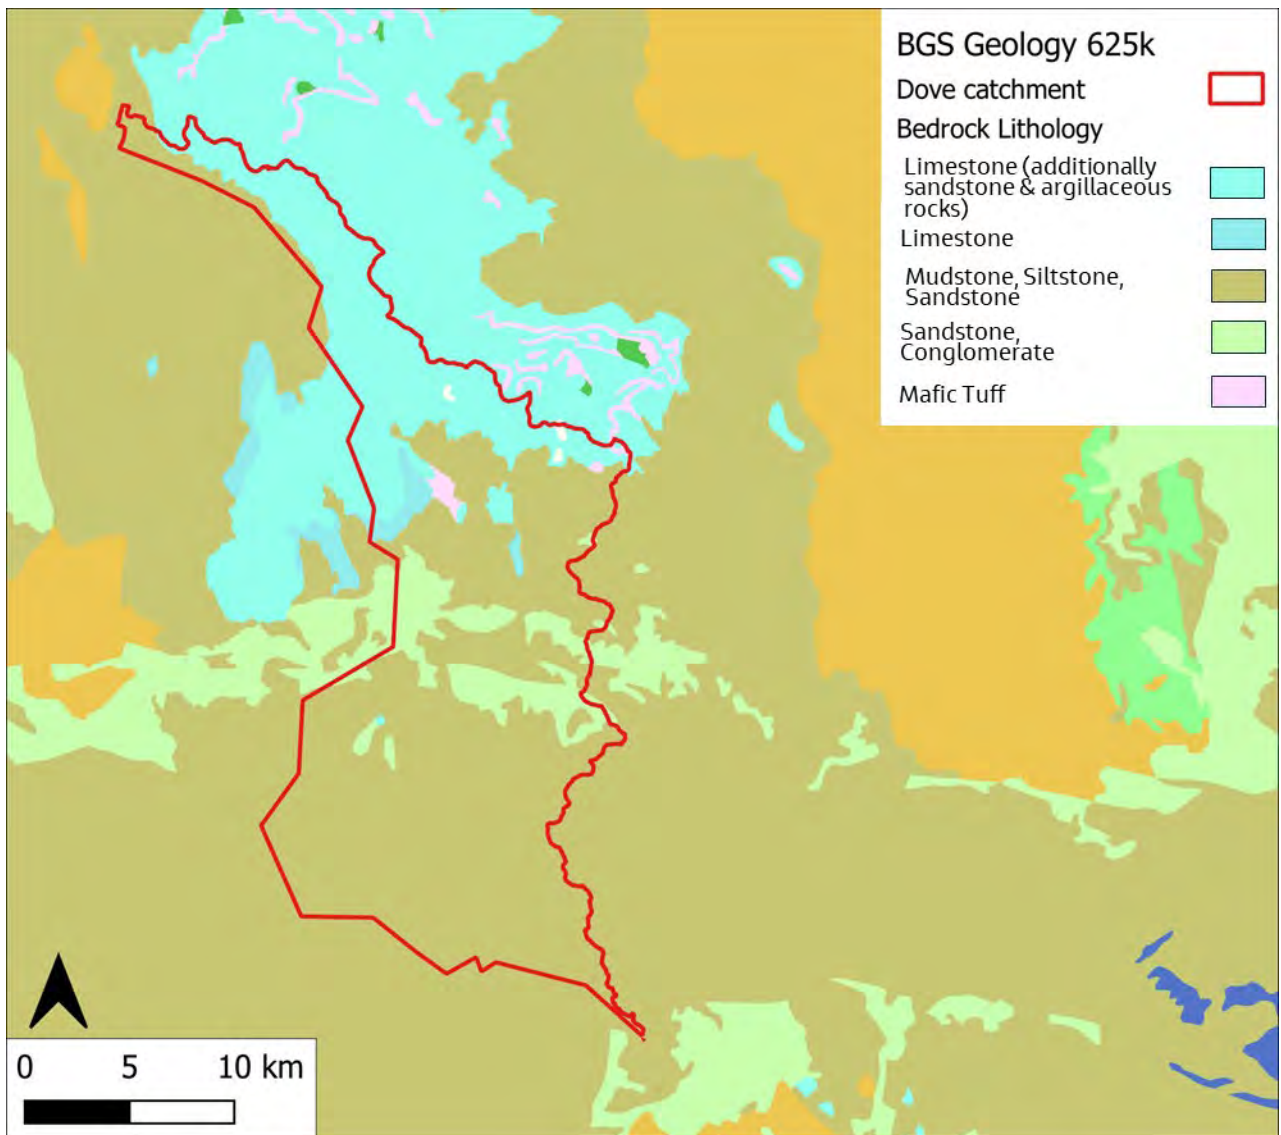 BGS Geology 625k
Dove catchment
Bedrock Lithology
Limestone (additionally
sandstone & argillaceous
rocks)
Limestone
Mudstone, Siltstone,
Sandstone
Sandstone,
Conglomerate
Mafic Tuff
0 5 10 km